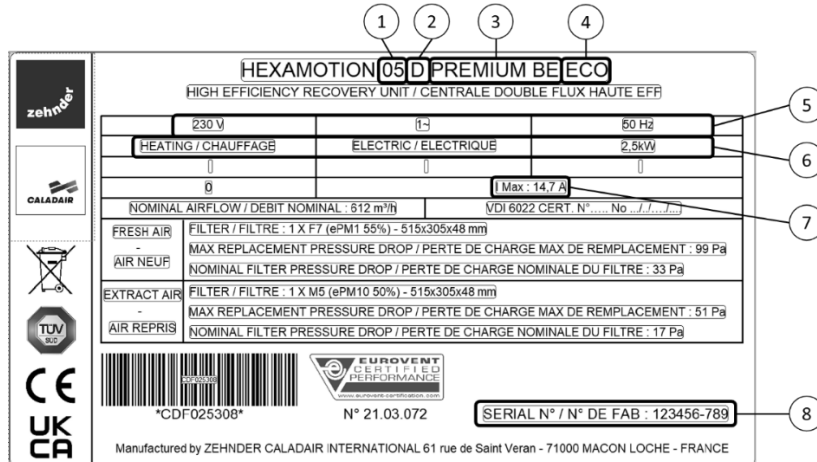 1 2 3 4
HEXAMOTION 05 D PREMIUM BE ECO
HIGH EFFICIENCY RECOVERY UNIT / CENTRALE DOUBLE FLUX HAUTE EFF
zehnder
230 V 1~ 50 Hz
5
HEATING / CHAUFFAGE ELECTRIC / ELECTRIQUE 2,5kW
6
0 I Max : 14,7 A
7
CALADAIR
NOMINAL AIRFLOW / DEBIT NOMINAL : 612 m³/h VDI 6022 CERT. N°..... No .../../..../...
FRESH AIR
-
AIR NEUF
FILTER / FILTRE : 1 X F7 (ePM1 55%) - 515x305x48 mm
MAX REPLACEMENT PRESSURE DROP / PERTE DE CHARGE MAX DE REMPLACEMENT : 99 Pa
NOMINAL FILTER PRESSURE DROP / PERTE DE CHARGE NOMINALE DU FILTRE : 33 Pa
EXTRACT AIR
-
AIR REPRIS
FILTER / FILTRE : 1 X M5 (ePM10 50%) - 515x305x48 mm
MAX REPLACEMENT PRESSURE DROP / PERTE DE CHARGE MAX DE REMPLACEMENT : 51 Pa
NOMINAL FILTER PRESSURE DROP / PERTE DE CHARGE NOMINALE DU FILTRE : 17 Pa
TÜV
SÜD
CE
UK
CA
CDF025308
*CDF025308*
EUROVENT
CERTIFIED
PERFORMANCE
www.eurovent-certification.com
N° 21.03.072
SERIAL N° / N° DE FAB : 123456-789
8
Manufactured by ZEHNDER CALADAIR INTERNATIONAL 61 rue de Saint Veran - 71000 MACON LOCHE - FRANCE